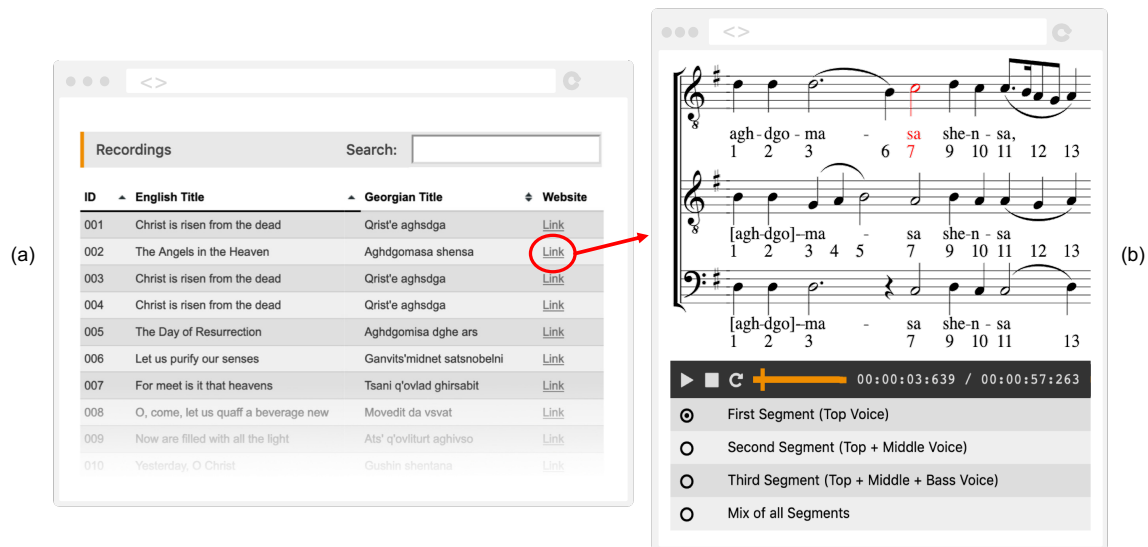 (a)
<>
Recordings Search:
ID English Title Georgian Title Website
001 Christ is risen from the dead Qrist'e aghsdga Link
002 The Angels in the Heaven Aghdgomasa shensa Link
003 Christ is risen from the dead Qrist'e aghsdga Link
004 Christ is risen from the dead Qrist'e aghsdga Link
005 The Day of Resurrection Aghdgomisa dghe ars Link
006 Let us purify our senses Ganvits'midnet satsnobelni Link
007 For meet is it that heavens Tsani q'ovlad ghirsabit Link
008 O, come, let us quaff a beverage new Movedit da vsvat Link
009 Now are filled with all the light Ats' q'ovliturt aghivso Link
010 Yesterday, O Christ Gushin shentana Link
(b)
<>
8
agh - dgo - ma - sa she-n - sa,
1 2 3 6 7 9 10 11 12 13
8
[agh-dgo]--ma sa she-n - sa
1 2 3 4 5 7 9 10 11 12 13
[agh-dgo]--ma - sa she-n - sa
1 2 3 7 9 10 11 13
00:00:03:639 / 00:00:57:263
First Segment (Top Voice)
Second Segment (Top + Middle Voice)
Third Segment (Top + Middle + Bass Voice)
Mix of all Segments